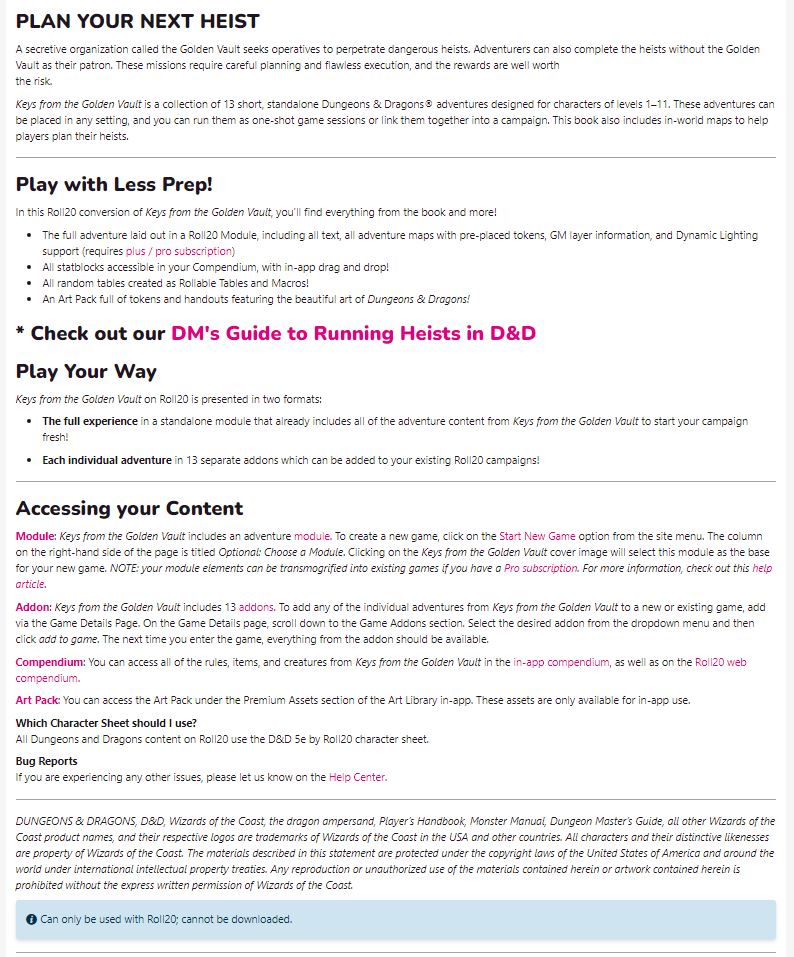 PLAN YOUR NEXT HEIST
A secretive organization called the Golden Vault seeks operatives to perpetrate dangerous heists. Adventurers can also complete the heists without the Golden
Vault as their patron. These missions require careful planning and flawless execution, and the rewards are well worth
the risk.
Keys from the Golden Vault is a collection of 13 short, standalone Dungeons & Dragons® adventures designed for characters of levels 1–11. These adventures can
be placed in any setting, and you can run them as one-shot game sessions or link them together into a campaign. This book also includes in-world maps to help
players plan their heists.
Play with Less Prep!
In this Roll20 conversion of Keys from the Golden Vault, you'll find everything from the book and more!
• The full adventure laid out in a Roll20 Module, including all text, all adventure maps with pre-placed tokens, GM layer information, and Dynamic Lighting
support (requires plus / pro subscription)
• All statblocks accessible in your Compendium, with in-app drag and drop!
• All random tables created as Rollable Tables and Macros!
• An Art Pack full of tokens and handouts featuring the beautiful art of Dungeons & Dragons!
* Check out our DM's Guide to Running Heists in D&D
Play Your Way
Keys from the Golden Vault on Roll20 is presented in two formats:
• The full experience in a standalone module that already includes all of the adventure content from Keys from the Golden Vault to start your campaign
fresh!
• Each individual adventure in 13 separate addons which can be added to your existing Roll20 campaigns!
Accessing your Content
Module: Keys from the Golden Vault includes an adventure module. To create a new game, click on the Start New Game option from the site menu. The column
on the right-hand side of the page is titled Optional: Choose a Module. Clicking on the Keys from the Golden Vault cover image will select this module as the base
for your new game. NOTE: your module elements can be transmogrified into existing games if you have a Pro subscription. For more information, check out this help
article.
Addon: Keys from the Golden Vault includes 13 addons. To add any of the individual adventures from Keys from the Golden Vault to a new or existing game, add
via the Game Details Page. On the Game Details page, scroll down to the Game Addons section. Select the desired addon from the dropdown menu and then
click add to game. The next time you enter the game, everything from the addon should be available.
Compendium: You can access all of the rules, items, and creatures from Keys from the Golden Vault in the in-app compendium, as well as on the Roll20 web
compendium.
Art Pack: You can access the Art Pack under the Premium Assets section of the Art Library in-app. These assets are only available for in-app use.
Which Character Sheet should I use?
All Dungeons and Dragons content on Roll20 use the D&D 5e by Roll20 character sheet.
Bug Reports
If you are experiencing any other issues, please let us know on the Help Center.
DUNGEONS & DRAGONS, D&D, Wizards of the Coast, the dragon ampersand, Player's Handbook, Monster Manual, Dungeon Master's Guide, all other Wizards of the
Coast product names, and their respective logos are trademarks of Wizards of the Coast in the USA and other countries. All characters and their distinctive likenesses
are property of Wizards of the Coast. The materials described in this statement are protected under the copyright laws of the United States of America and around the
world under international intellectual property treaties. Any reproduction or unauthorized use of the materials contained herein or artwork contained herein is
prohibited without the express written permission of Wizards of the Coast.
Can only be used with Roll20; cannot be downloaded.